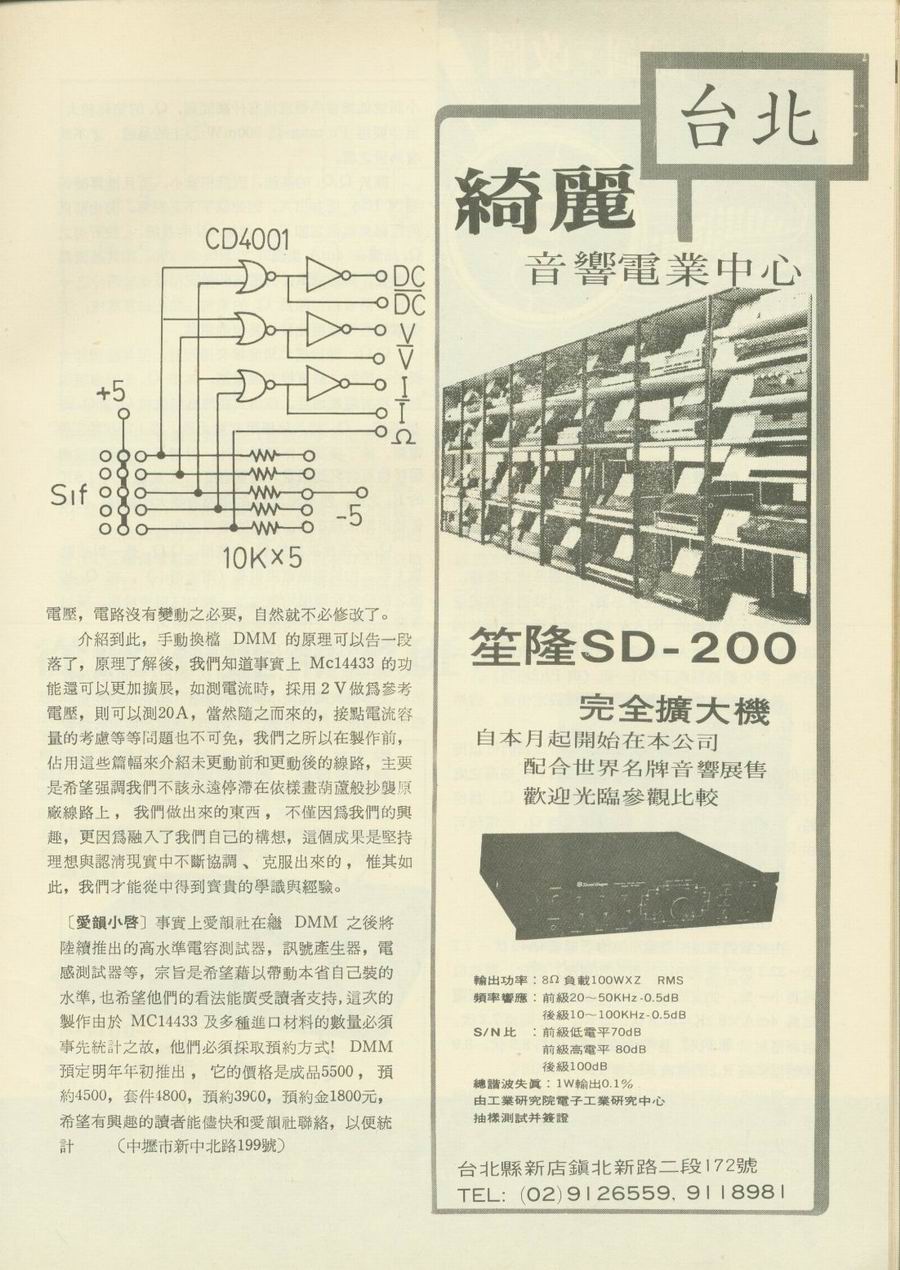 CD4001
DC
DC
V
V
I
I
Ω
+5
S1f
-5
10K×5
電壓，電路沒有變動之必要，自然就不必修改了。
介紹到此，手動換檔 DMM 的原理可以告一段
落了，原理了解後，我們知道事實上 Mc14433 的功
能還可以更加擴展，如測電流時，採用 2 V做爲參考
電壓，則可以測20A，當然隨之而來的，接點電流容
量的考慮等等問題也不可免，我們之所以在製作前，
佔用這些篇幅來介紹未更動前和更動後的線路，主要
是希望强調我們不該永遠停滯在依樣畫葫蘆般抄襲原
廠線路上，我們做出來的東西，不僅因爲我們的興
趣，更因爲融入了我們自己的構想，這個成果是堅持
理想與認淸現實中不斷協調、克服出來的，惟其如
此，我們才能從中得到寶貴的學識與經驗。
〔愛韻小啓〕事實上愛韻社在繼 DMM 之後將
陸續推出的高水準電容測試器，訊號產生器，電
感測試器等，宗旨是希望藉以帶動本省自己裝的
水準，也希望他們的看法能廣受讀者支持，這次的
製作由於 MC14433 及多種進口材料的數量必須
事先統計之故，他們必須採取預約方式! DMM
預定明年年初推出，它的價格是成品5500，預
約4500，套件4800，預約3900，預約金1800元，
希望有興趣的讀者能儘快和愛韻社聯絡，以便統
計 （中壢市新中北路199號）
台北
綺麗
音響電業中心
笙隆SD-200
完全擴大機
自本月起開始在本公司
配合世界名牌音響展售
歡迎光臨參觀比較
輸出功率：8Ω 負載100WXZ RMS
頻率響應：前級20～50KHz-0.5dB
後級10～100KHz-0.5dB
S/N比 ：前級低電平70dB
前級高電平 80dB
後級100dB
總諧波失眞：1W輸出0.1%
由工業研究院電子工業研究中心
抽樣測試并簽證
台北縣新店鎭北新路二段172號
TEL: (02)9126559, 9118981